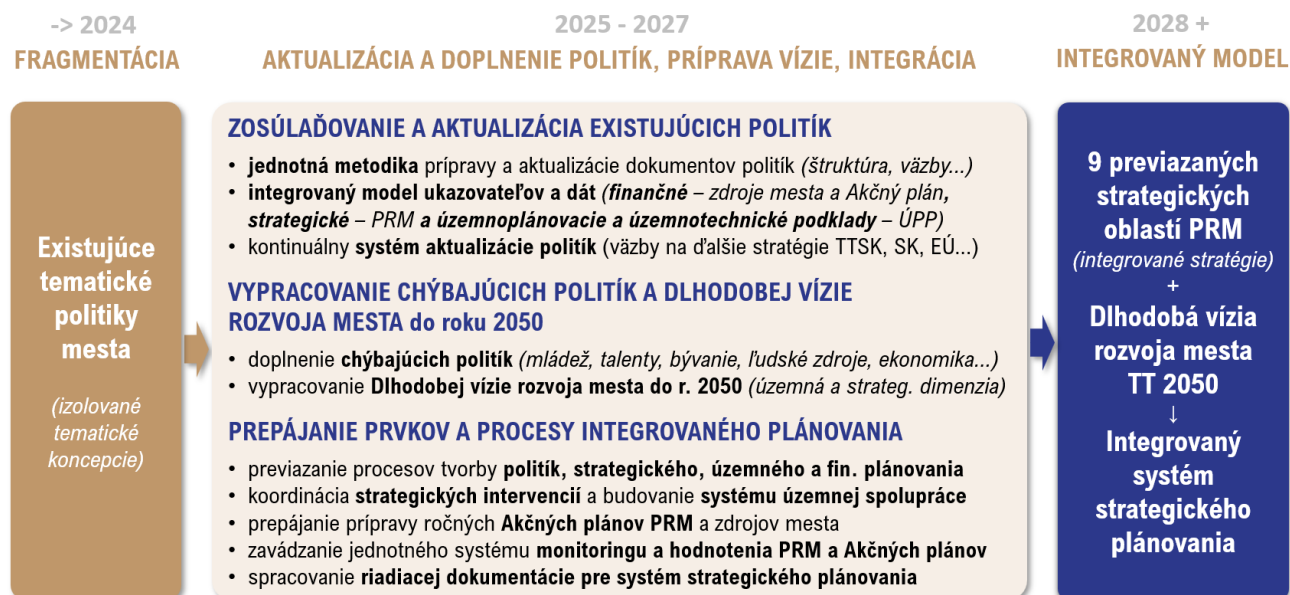 -> 2024
FRAGMENTÁCIA
2025 - 2027
AKTUALIZÁCIA A DOPLNENIE POLITÍK, PRÍPRAVA VÍZIE, INTEGRÁCIA
2028 +
INTEGROVANÝ MODEL
Existujúce
tematické
politiky
mesta
(izolované
tematické
koncepcie)
ZOSÚLAĎOVANIE A AKTUALIZÁCIA EXISTUJÚCICH POLITÍK
• jednotná metodika prípravy a aktualizácie dokumentov politík (štruktúra, väzby...)
• integrovaný model ukazovateľov a dát (finančné – zdroje mesta a Akčný plán,
strategické – PRM a územnoplánovacie a územnotechnické podklady – ÚPP)
• kontinuálny systém aktualizácie politík (väzby na ďalšie stratégie TTSK, SK, EÚ...)
VYPRACOVANIE CHÝBAJÚCICH POLITÍK A DLHODOBEJ VÍZIE
ROZVOJA MESTA do roku 2050
• doplnenie chýbajúcich politík (mládež, talenty, bývanie, ľudské zdroje, ekonomika...)
• vypracovanie Dlhodobej vízie rozvoja mesta do r. 2050 (územná a strateg. dimenzia)
PREPÁJANIE PRVKOV A PROCESY INTEGROVANÉHO PLÁNOVANIA
• previazanie procesov tvorby politík, strategického, územného a fin. plánovania
• koordinácia strategických intervencií a budovanie systému územnej spolupráce
• prepájanie prípravy ročných Akčných plánov PRM a zdrojov mesta
• zavádzanie jednotného systému monitoringu a hodnotenia PRM a Akčných plánov
• spracovanie riadiacej dokumentácie pre systém strategického plánovania
9 previazaných
strategických
oblastí PRM
(integrované stratégie)
+
Dlhodobá vízia
rozvoja mesta
TT 2050
↓
Integrovaný
systém
strategického
plánovania